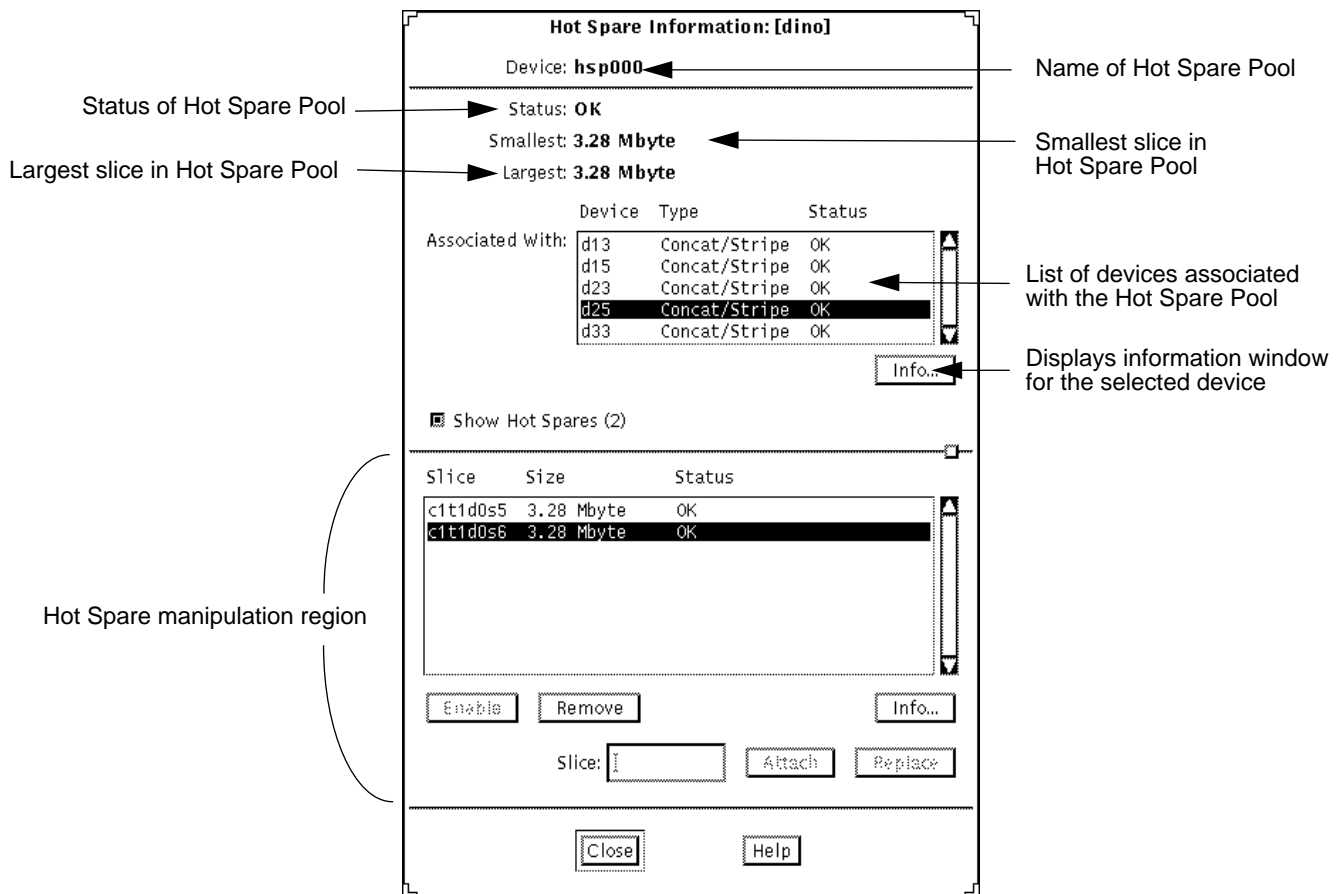 Hot Spare Information: [dino]
Device: hsp000
Name of Hot Spare Pool
Status of Hot Spare Pool
Status: OK
Smallest: 3.28 Mbyte
Smallest slice in
Hot Spare Pool
Largest slice in Hot Spare Pool
Largest: 3.28 Mbyte
Device Type Status
Associated With:
d13 Concat/Stripe OK
d15 Concat/Stripe OK
d23 Concat/Stripe OK
d25 Concat/Stripe OK
d33 Concat/Stripe OK
List of devices associated
with the Hot Spare Pool
Info...
Displays information window
for the selected device
Show Hot Spares (2)
Slice Size Status
c1t1d0s5 3.28 Mbyte OK
c1t1d0s6 3.28 Mbyte OK
Hot Spare manipulation region
Enable Remove Info...
Slice: Attach Replace
Close Help